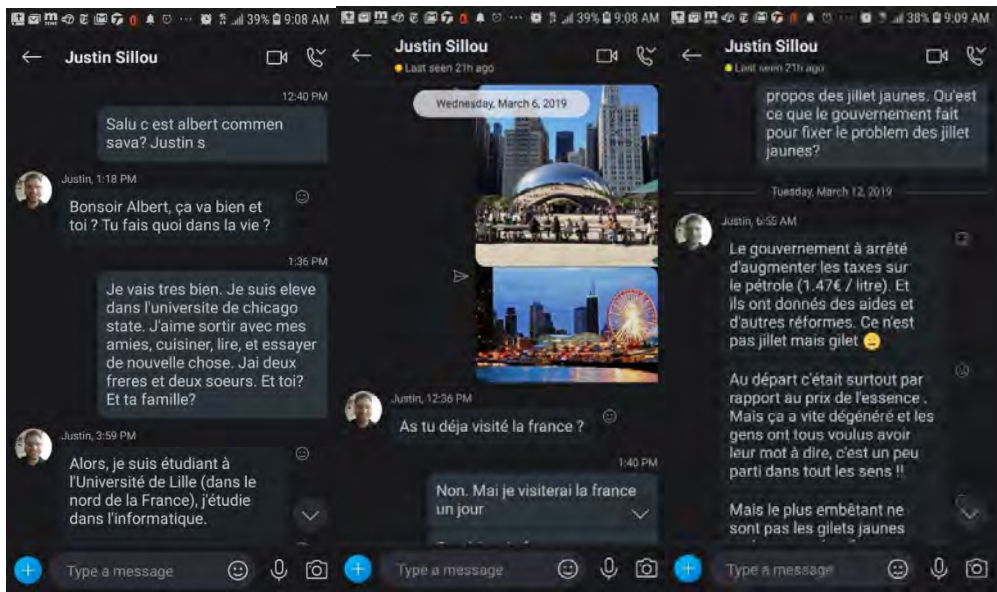 39% 9:08 AM
Justin Sillou
12:40 PM
Salu c est albert commen
sava? Justin s
Justin, 1:18 PM
Bonsoir Albert, ça va bien et
toi ? Tu fais quoi dans la vie ?
1:36 PM
Je vais tres bien. Je suis eleve
dans l'universite de chicago
state. J'aime sortir avec mes
amies, cuisiner, lire, et essayer
de nouvelle chose. Jai deux
freres et deux soeurs. Et toi?
Et ta famille?
Justin, 3:59 PM
Alors, je suis étudiant à
l'Université de Lille (dans le
nord de la France), j'étudie
dans l'informatique.
Type a message
39% 9:08 AM
Justin Sillou
Last seen 21h ago
Wednesday, March 6, 2019
Justin, 12:36 PM
As tu déja visité la france ?
1:40 PM
Non. Mai je visiterai la france
un jour
Type a message
38% 9:09 AM
Justin Sillou
Last seen 21h ago
propos des jillet jaunes. Qu'est
ce que le gouvernement fait
pour fixer le problem des jillet
jaunes?
Tuesday, March 12, 2019
Justin, 6:55 AM
Le gouvernement à arrêté
d'augmenter les taxes sur
le pétrole (1.47€ / litre). Et
ils ont donnés des aides et
d'autres réformes. Ce n'est
pas jillet mais gilet
Au départ c'était surtout par
rapport au prix de l'essence .
Mais ça a vite dégénéré et les
gens ont tous voulus avoir
leur mot à dire, c'est un peu
parti dans tout les sens !!
Mais le plus embêtant ne
sont pas les gilets jaunes
Type a message